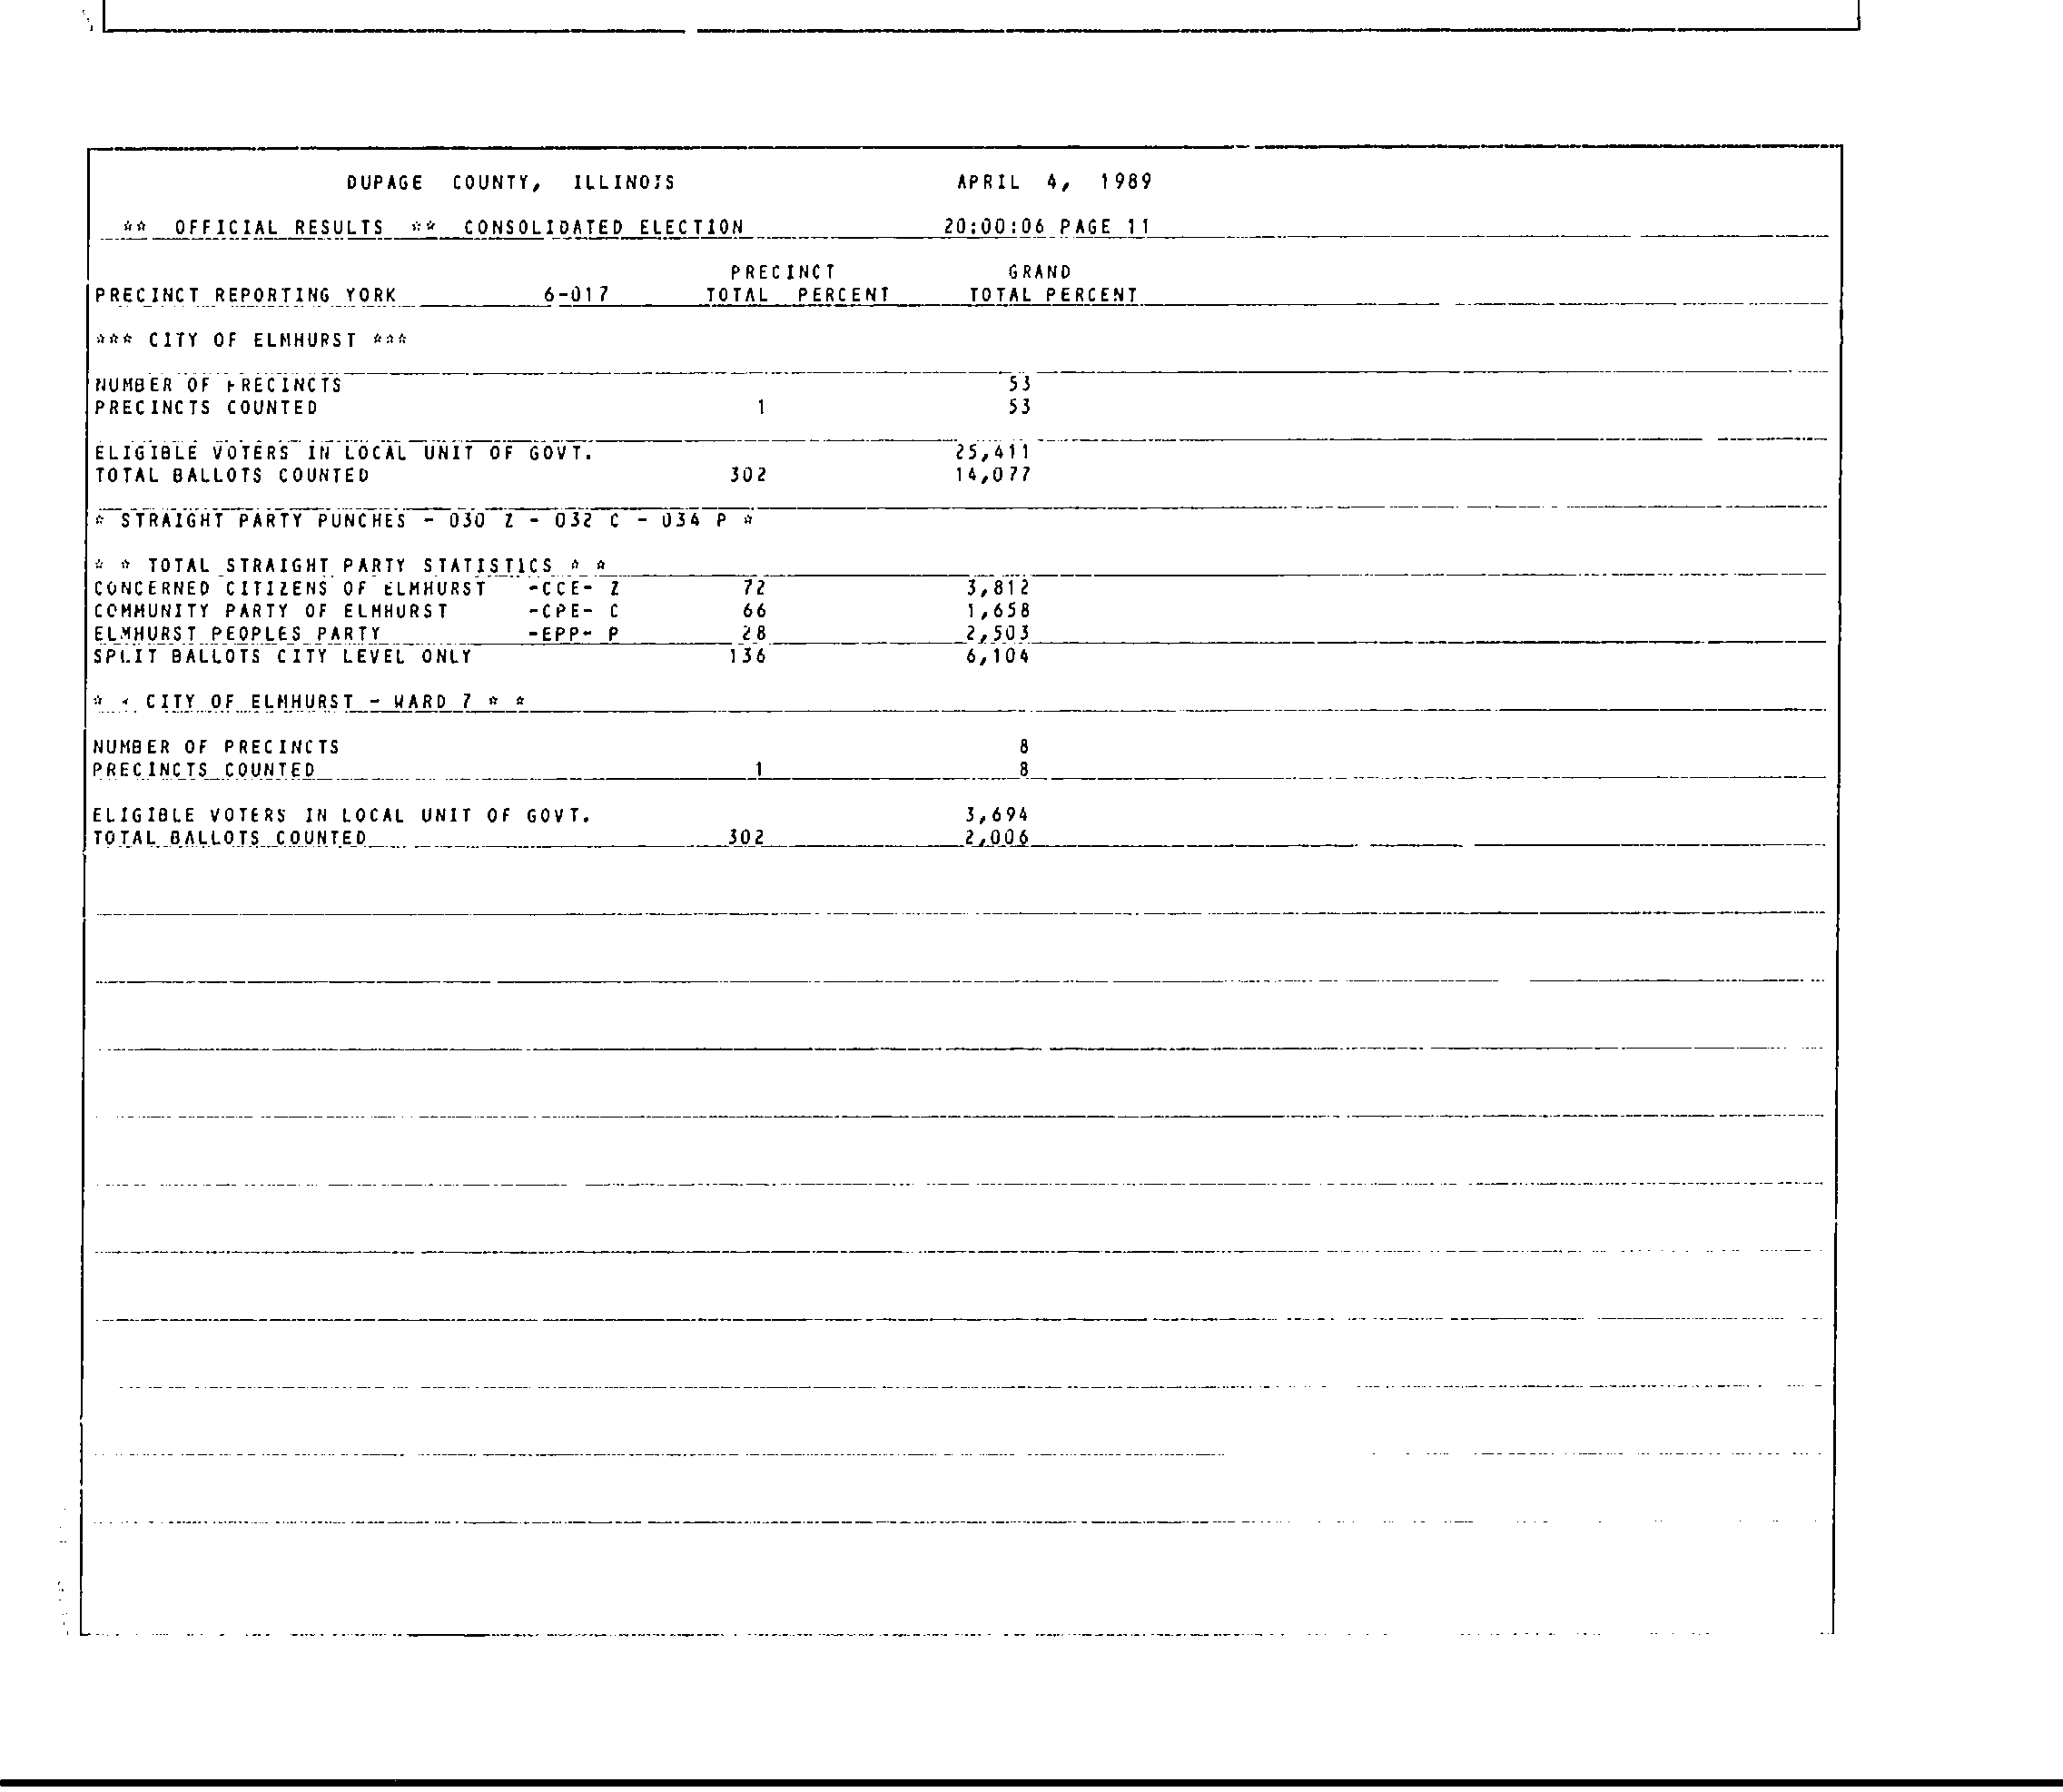 DUPAGE COUNTY, ILLINOIS APRIL 4, 1989
** OFFICIAL RESULTS ** CONSOLIDATED ELECTION 20:00:06 PAGE 11
PRECINCT GRAND
PRECINCT REPORTING YORK 6-017 TOTAL PERCENT TOTAL PERCENT
*** CITY OF ELMHURST ***
NUMBER OF PRECINCTS 53
PRECINCTS COUNTED 1 53
ELIGIBLE VOTERS IN LOCAL UNIT OF GOVT. 25,411
TOTAL BALLOTS COUNTED 302 14,077
* STRAIGHT PARTY PUNCHES - 030 Z - 032 C - 034 P *
* * TOTAL STRAIGHT PARTY STATISTICS * *
CONCERNED CITIZENS OF ELMHURST -CCE- Z 72 3,812
COMMUNITY PARTY OF ELMHURST -CPE- C 66 1,658
ELMHURST PEOPLES PARTY -EPP- P 28 2,503
SPLIT BALLOTS CITY LEVEL ONLY 136 6,104
* * CITY OF ELMHURST - WARD 7 * *
NUMBER OF PRECINCTS 8
PRECINCTS COUNTED 1 8
ELIGIBLE VOTERS IN LOCAL UNIT OF GOVT. 3,694
TOTAL BALLOTS COUNTED 302 2,006